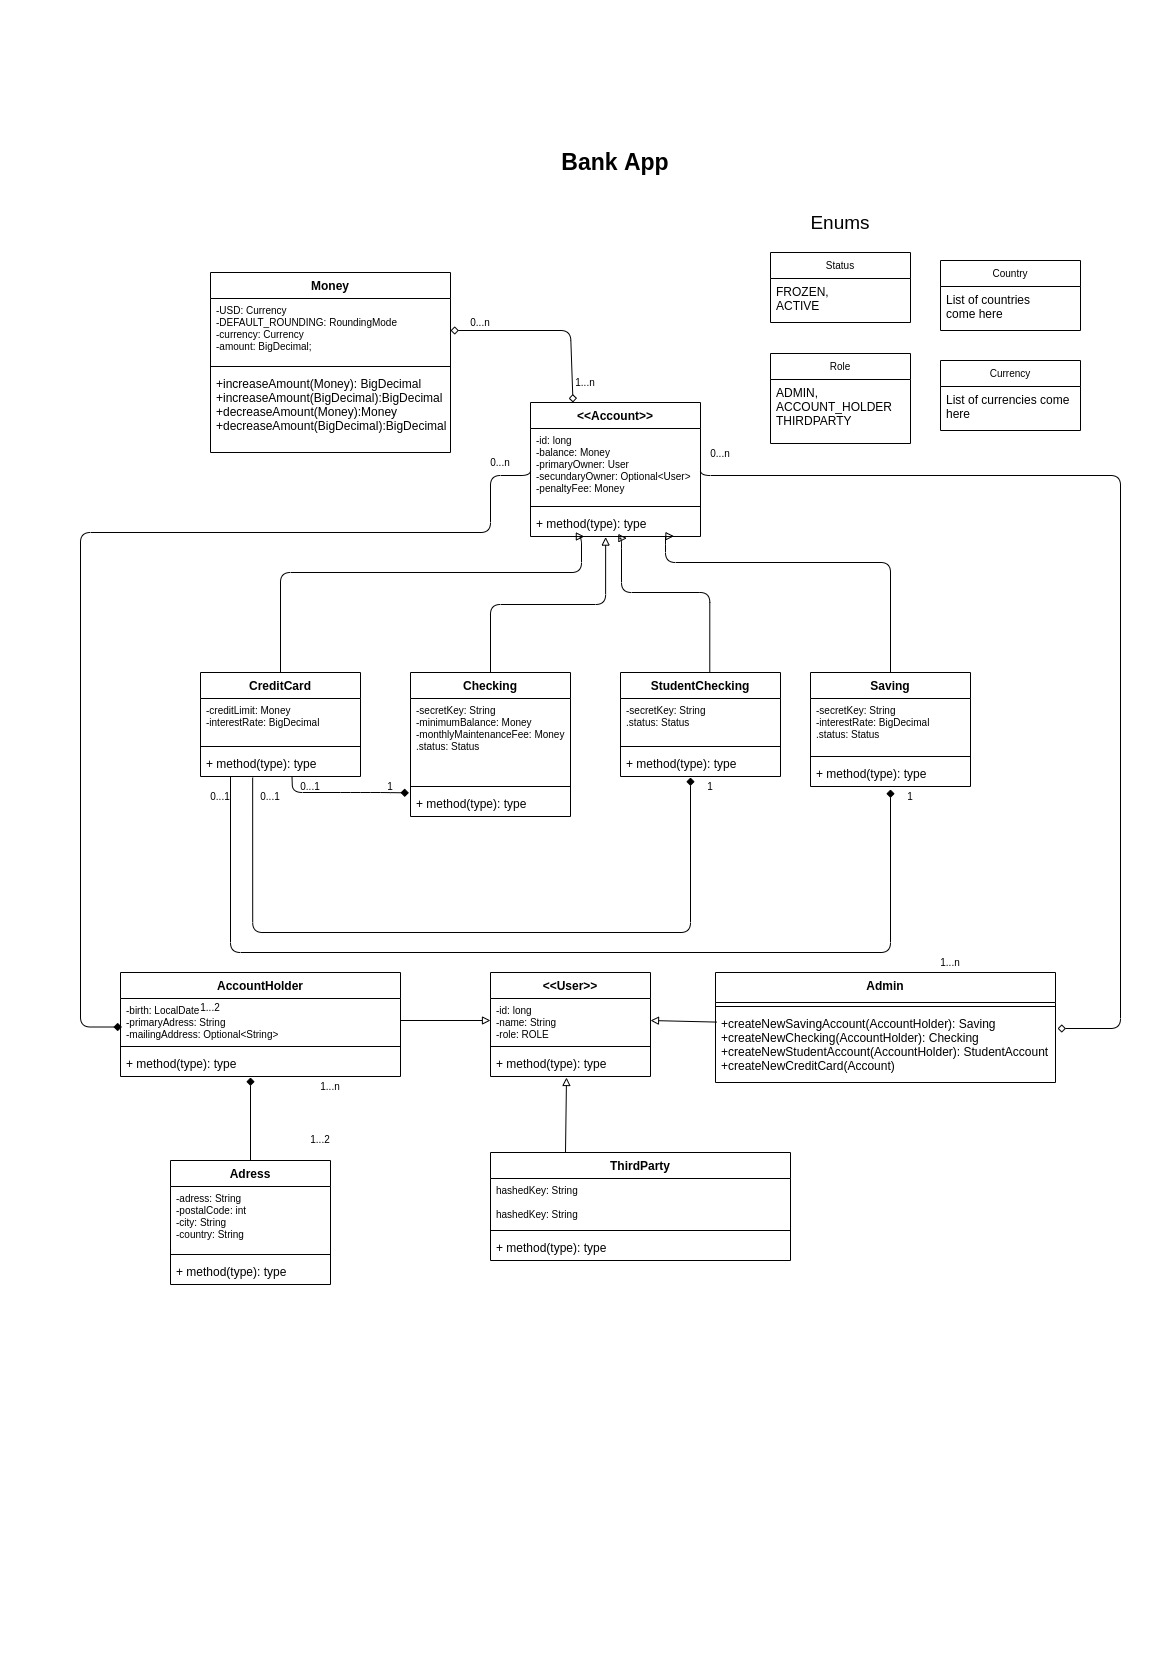 Bank App
Enums
Status
FROZEN,
ACTIVE
Country
List of countries
come here
Role
ADMIN,
ACCOUNT_HOLDER
THIRDPARTY
Currency
List of currencies come
here
Money
-USD: Currency
-DEFAULT_ROUNDING: RoundingMode
-currency: Currency
-amount: BigDecimal;
+increaseAmount(Money): BigDecimal
+increaseAmount(BigDecimal):BigDecimal
+decreaseAmount(Money):Money
+decreaseAmount(BigDecimal):BigDecimal
0...n
1...n
<<Account>>
-id: long
-balance: Money
-primaryOwner: User
-secundaryOwner: Optional<User>
-penaltyFee: Money
+ method(type): type
0...n
0...n
CreditCard
-creditLimit: Money
-interestRate: BigDecimal
+ method(type): type
Checking
-secretKey: String
-minimumBalance: Money
-monthlyMaintenanceFee: Money
.status: Status
+ method(type): type
StudentChecking
-secretKey: String
.status: Status
+ method(type): type
Saving
-secretKey: String
-interestRate: BigDecimal
.status: Status
+ method(type): type
0...1
0...1
0...1
1
1
1
AccountHolder
-birth: LocalDate
1...2
-primaryAdress: String
-mailingAddress: Optional<String>
+ method(type): type
<<User>>
-id: long
-name: String
-role: ROLE
+ method(type): type
1...n
Admin
+createNewSavingAccount(AccountHolder): Saving
+createNewChecking(AccountHolder): Checking
+createNewStudentAccount(AccountHolder): StudentAccount
+createNewCreditCard(Account)
1...n
1...2
Adress
-adress: String
-postalCode: int
-city: String
-country: String
+ method(type): type
ThirdParty
hashedKey: String
hashedKey: String
+ method(type): type